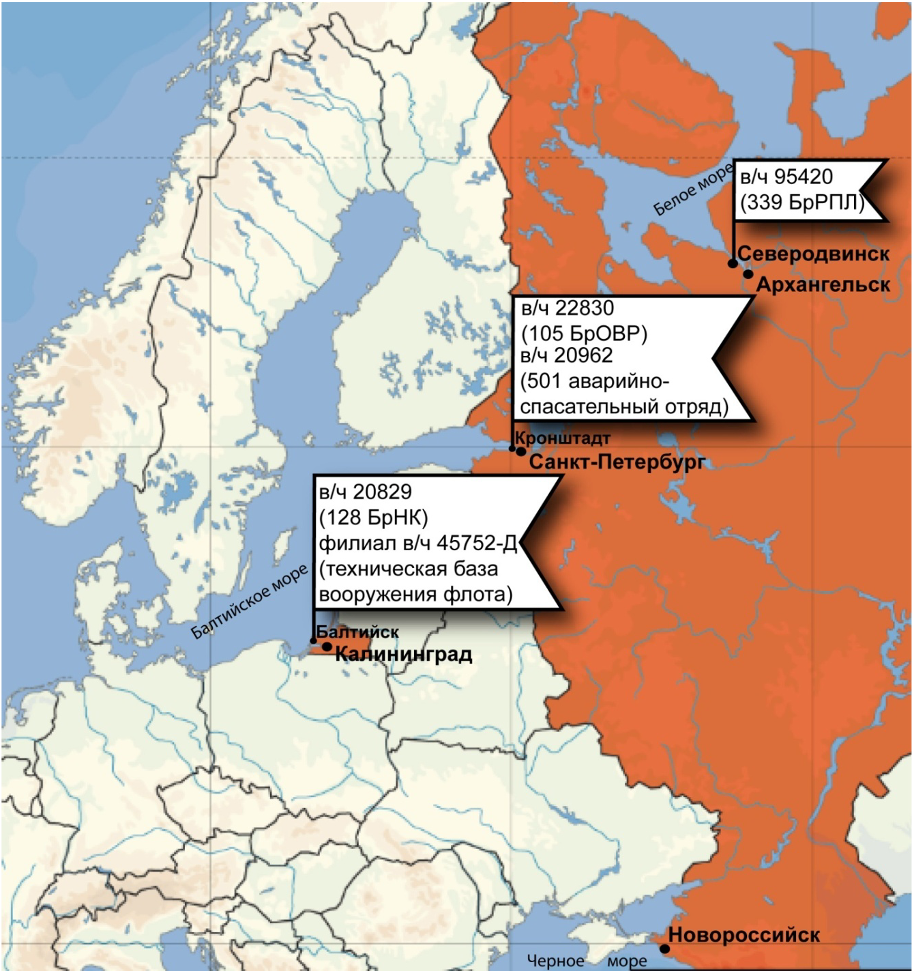 Белое море
в/ч 95420
(339 БрРПЛ)
Северодвинск
Архангельск
в/ч 22830
(105 БрОВР)
в/ч 20962
(501 аварийно-
спасательный отряд)
Кронштадт
Санкт-Петербург
в/ч 20829
(128 БрНК)
филиал в/ч 45752-Д
(техническая база
вооружения флота)
Балтийское море
Балтийск
Калининград
Новороссийск
Черное море